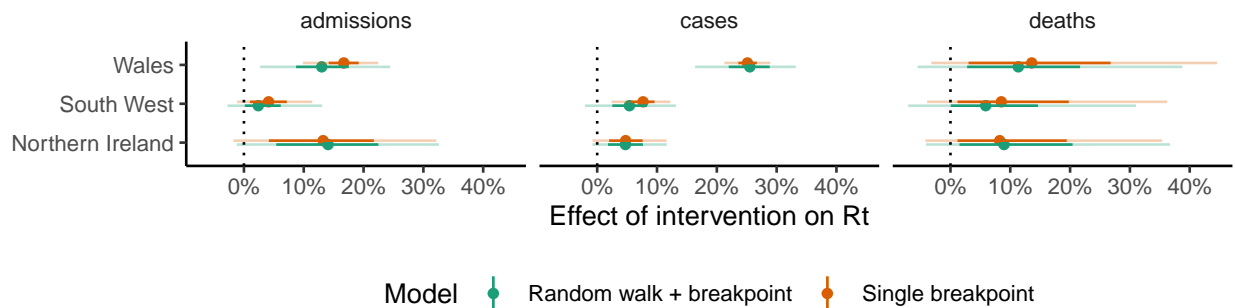 admissions cases deaths
Wales
South West
Northern Ireland
0% 10% 20% 30% 40% 0% 10% 20% 30% 40% 0% 10% 20% 30% 40%
Effect of intervention on Rt
Model Random walk + breakpoint Single breakpoint